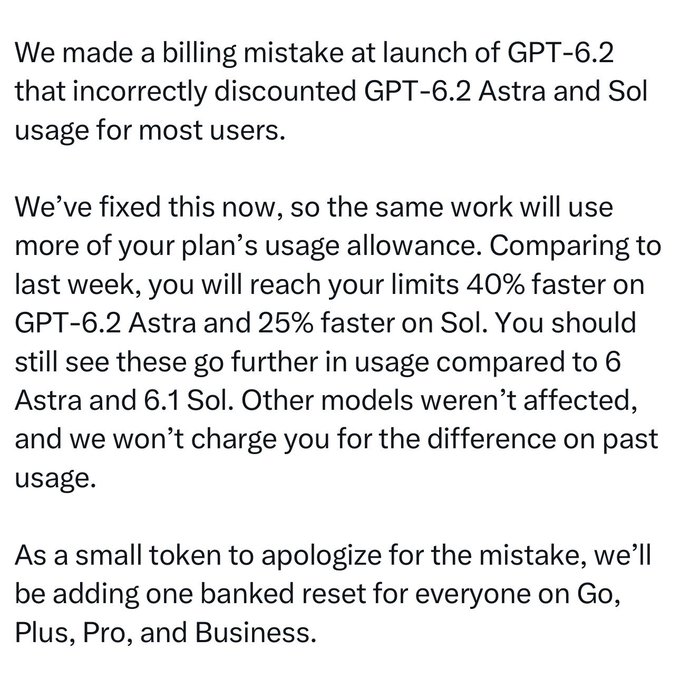 We made a billing mistake at launch of GPT-6.2
that incorrectly discounted GPT-6.2 Astra and Sol
usage for most users.
We’ve fixed this now, so the same work will use
more of your plan’s usage allowance. Comparing to
last week, you will reach your limits 40% faster on
GPT-6.2 Astra and 25% faster on Sol. You should
still see these go further in usage compared to 6
Astra and 6.1 Sol. Other models weren’t affected,
and we won’t charge you for the difference on past
usage.
As a small token to apologize for the mistake, we’ll
be adding one banked reset for everyone on Go,
Plus, Pro, and Business.